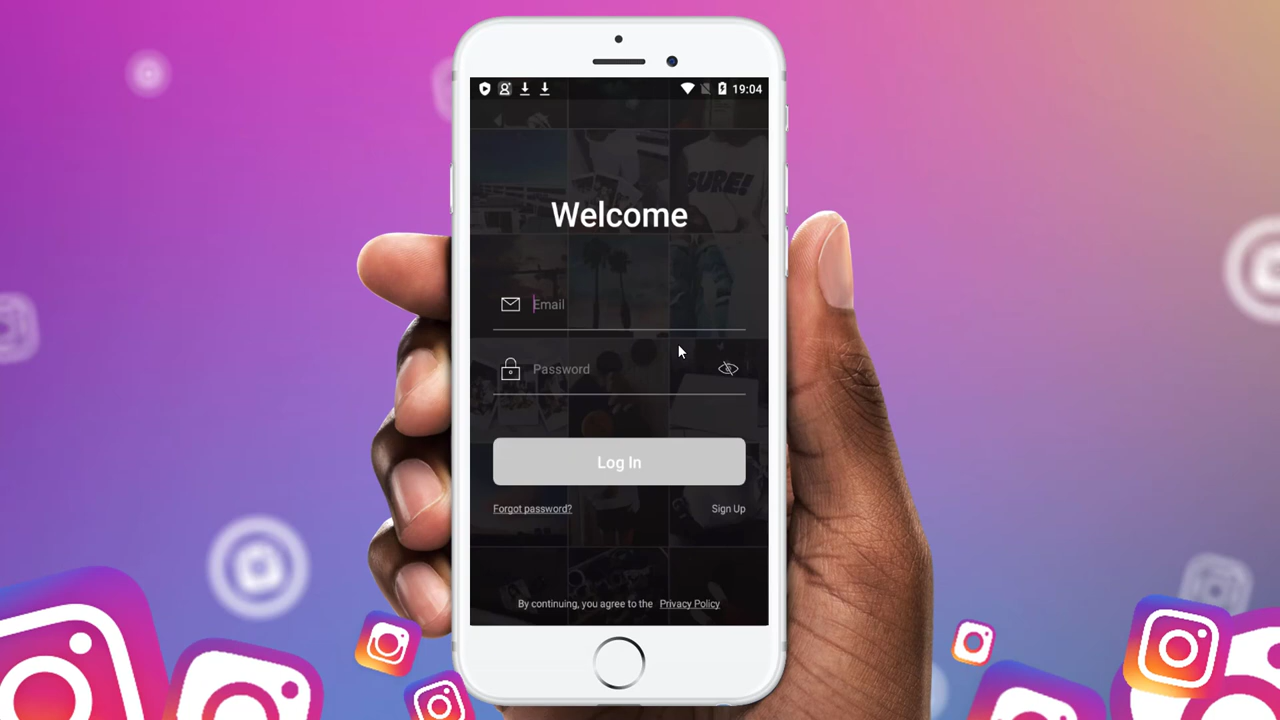 19:04
SURE!
Welcome
Email
Password
Log In
Forgot password?
Sign Up
By continuing, you agree to the Privacy Policy